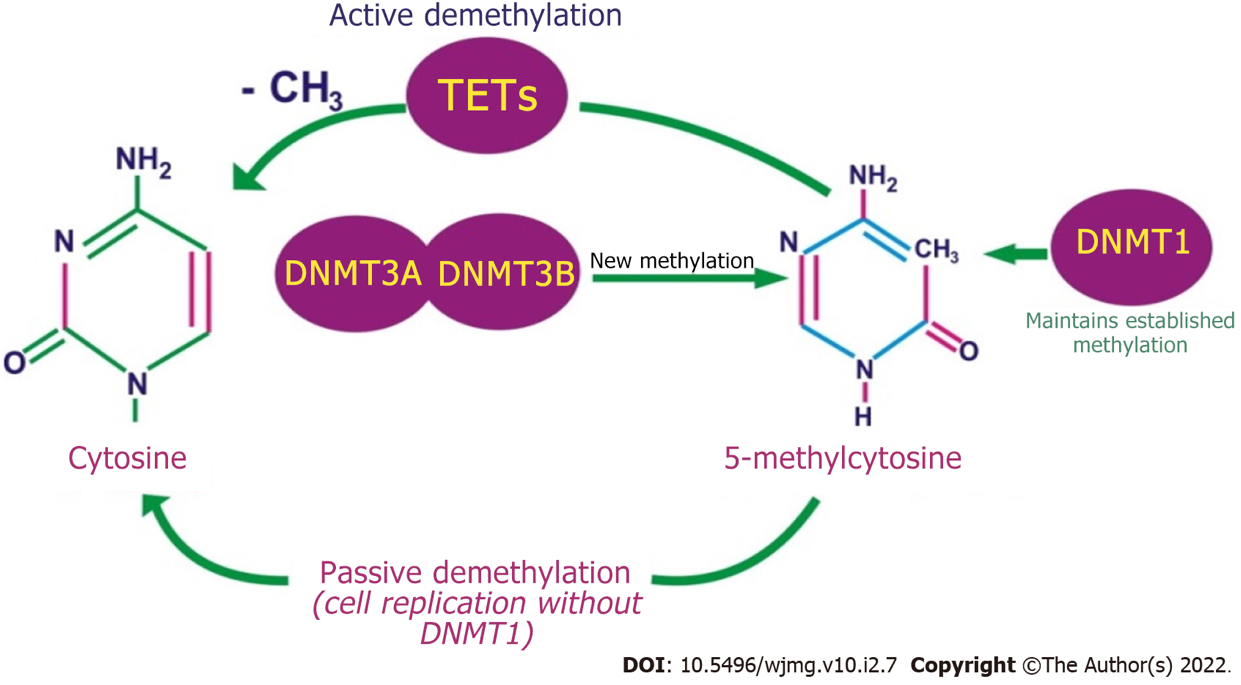 Active demethylation
- CH3
TETs
NH2
N
O
N
DNMT3A
DNMT3B
New methylation
NH2
N
CH3
O
N
H
DNMT1
Maintains established
methylation
Cytosine
5-methylcytosine
Passive demethylation
(cell replication without
DNMT1)
DOI: 10.5496/wjmg.v10.i2.7 Copyright ©The Author(s) 2022.